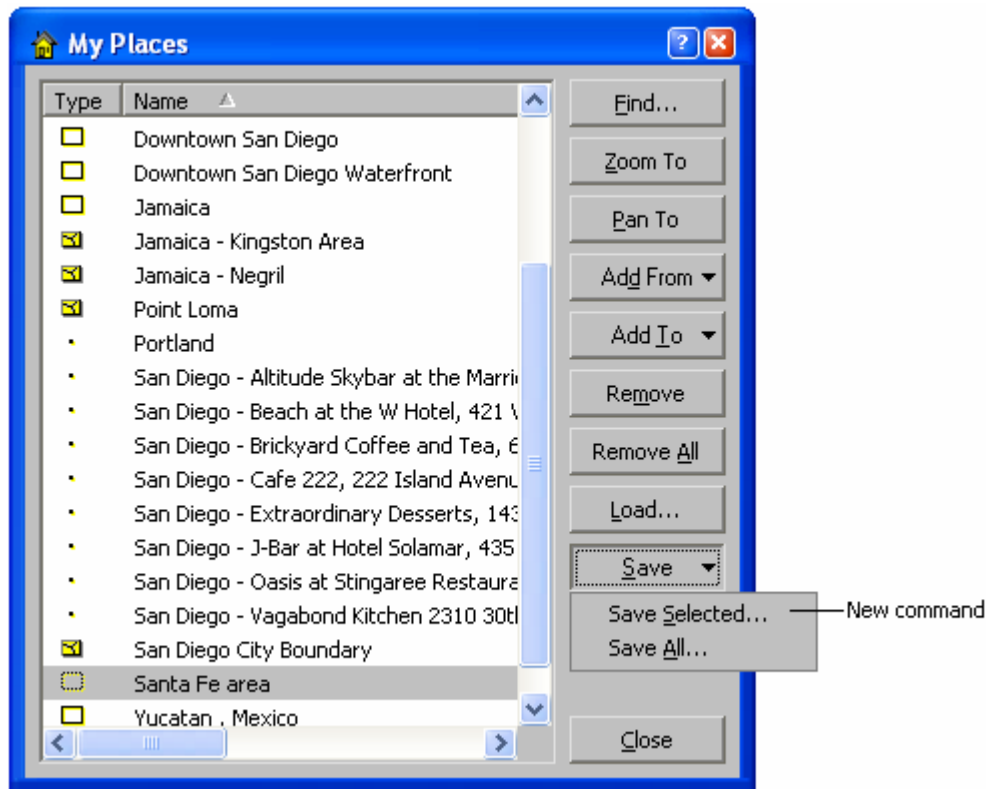 My Places
Type Name
Downtown San Diego
Downtown San Diego Waterfront
Jamaica
Jamaica - Kingston Area
Jamaica - Negril
Point Loma
Portland
San Diego - Altitude Skybar at the
San Diego - Beach at the W Hotel, 421
San Diego - Brickyard Coffee and Tea,
San Diego - Cafe 222, 222 Island
San Diego - Extraordinary Desserts, 143
San Diego - J-Bar at Hotel Solamar, 435
San Diego - Oasis at Stingaree
San Diego - Vagabond Kitchen 2310
San Diego City Boundary
Santa Fe area
Yucatan , Mexico
Find...
Zoom To
Pan To
Add From
Add To
Remove
Remove All
Load...
Save
Save Selected...
New command
Save All...
Close